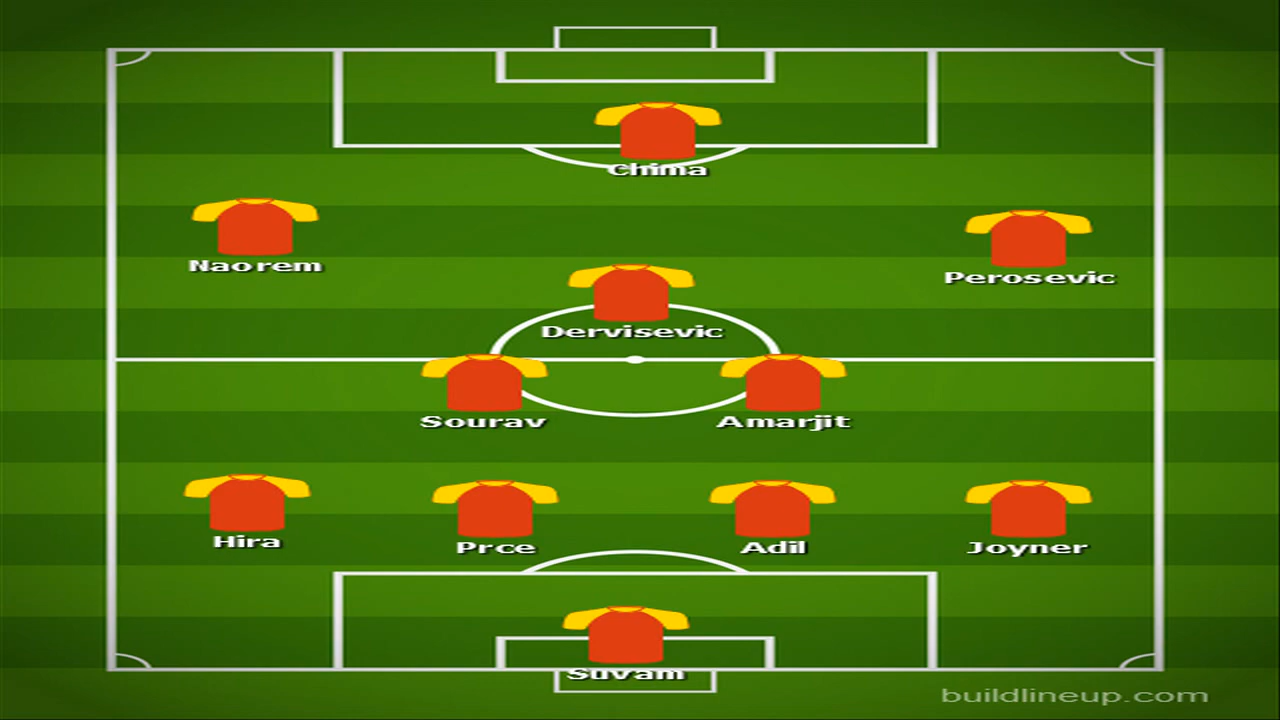 Chima
Naorem
Perosevic
Dervisevic
Sourav
Amarjit
Hira
Prce
Adil
Joyner
Suvam
buildlineup.com